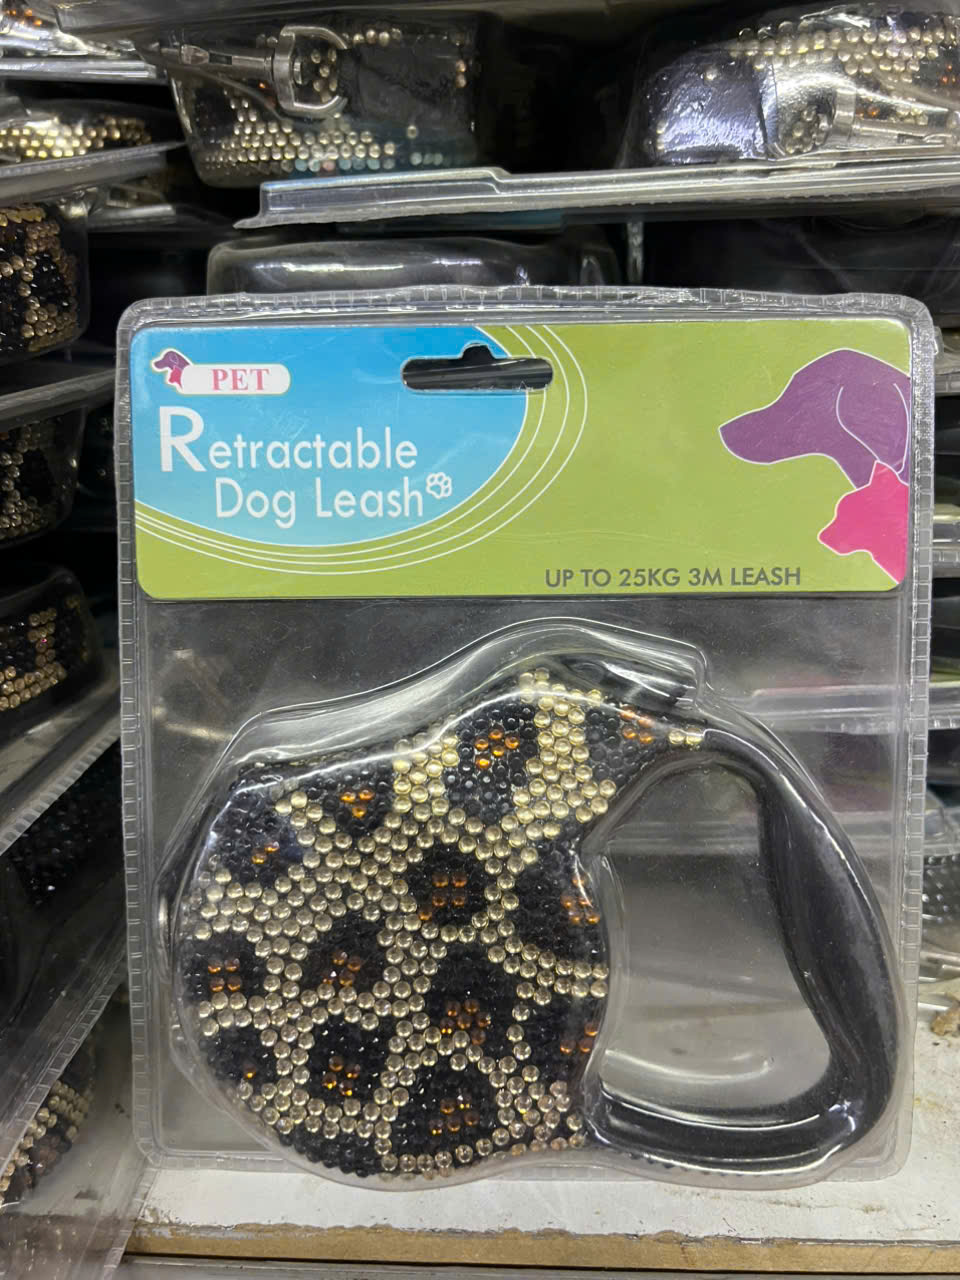 PET
Retractable
Dog Leash
UP TO 25KG 3M LEASH